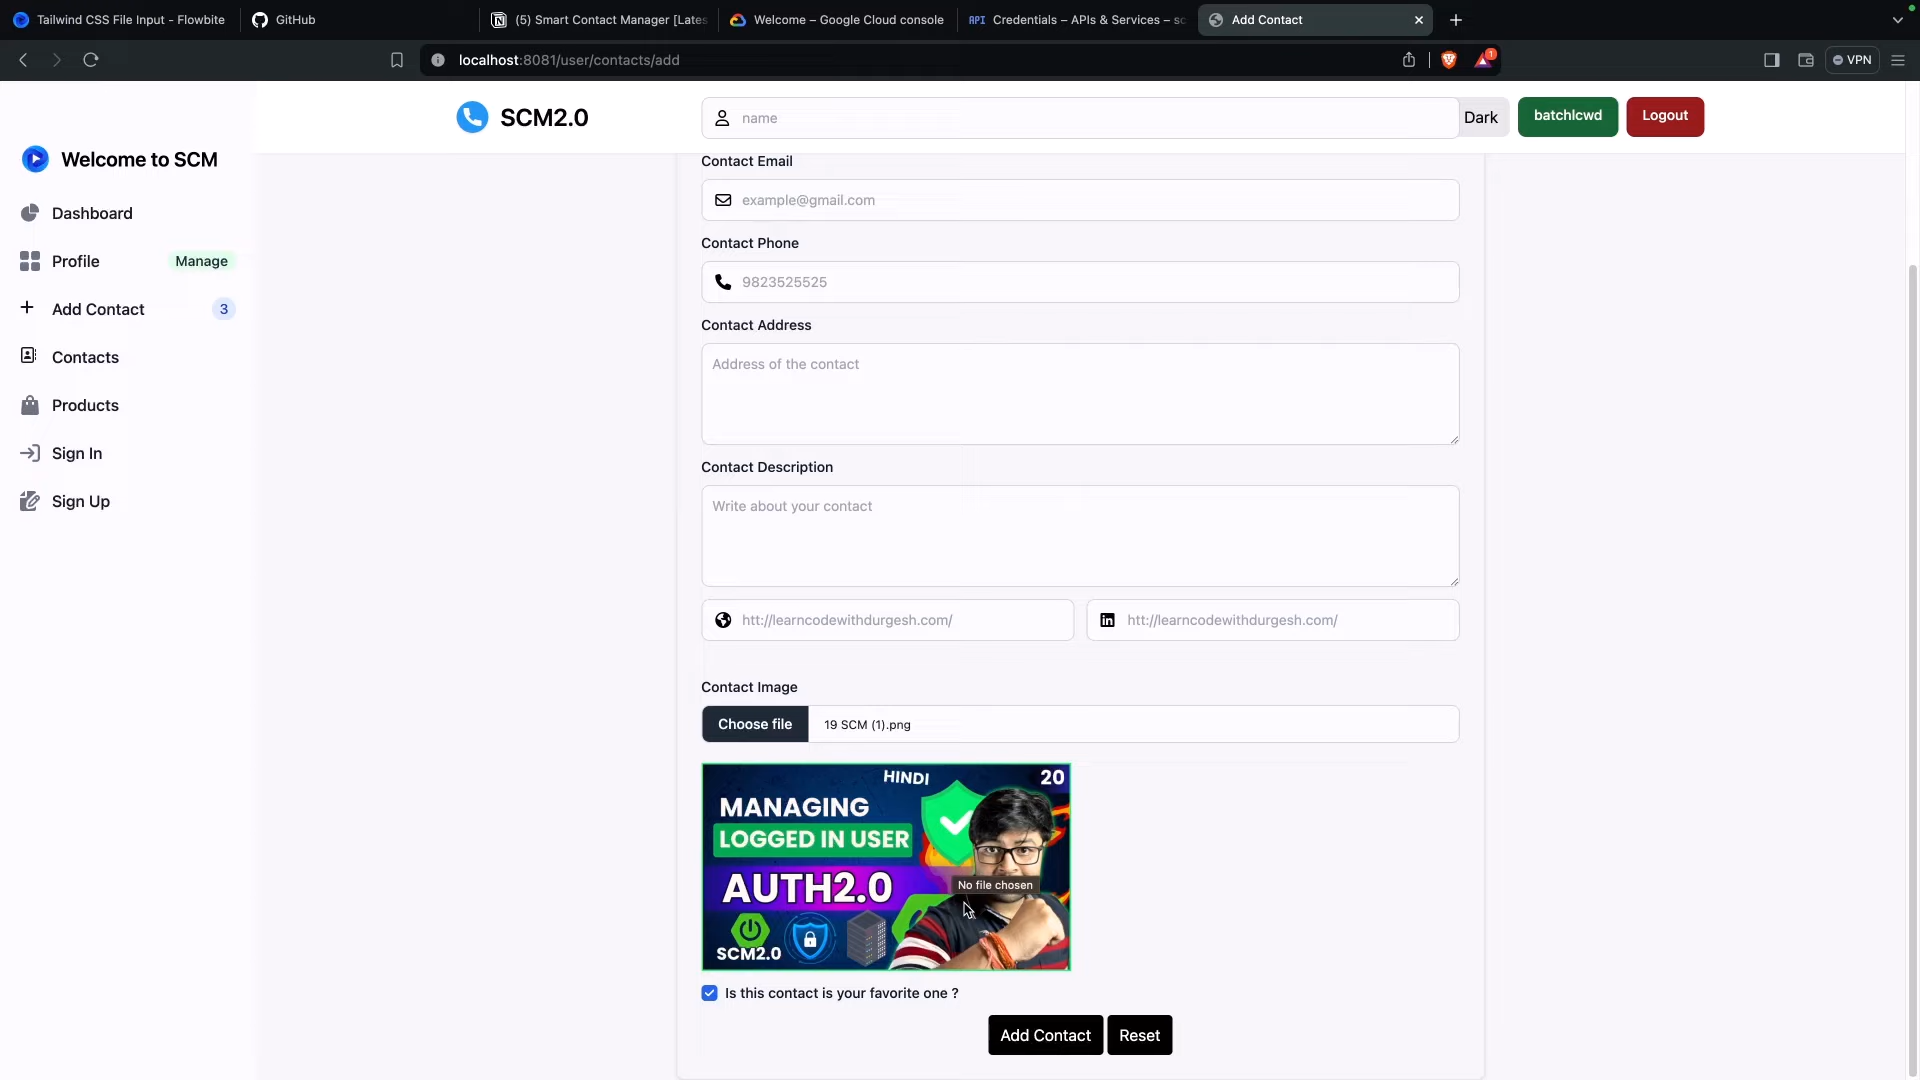 Tailwind CSS File Input - Flowbite
GitHub
(5) Smart Contact Manager [Lates
Welcome – Google Cloud console
API Credentials – APIs & Services – sc
Add Contact
localhost:8081/user/contacts/add
1
VPN
SCM2.0
name
Dark
batchlcwd
Logout
Welcome to SCM
Dashboard
Profile
Manage
Add Contact
3
Contacts
Products
Sign In
Sign Up
Contact Email
example@gmail.com
Contact Phone
9823525525
Contact Address
Address of the contact
Contact Description
Write about your contact
htt://learncodewithdurgesh.com/
htt://learncodewithdurgesh.com/
Contact Image
Choose file
19 SCM (1).png
HINDI
20
MANAGING
LOGGED IN USER
AUTH2.0
No file chosen
SCM2.0
Is this contact is your favorite one ?
Add Contact
Reset